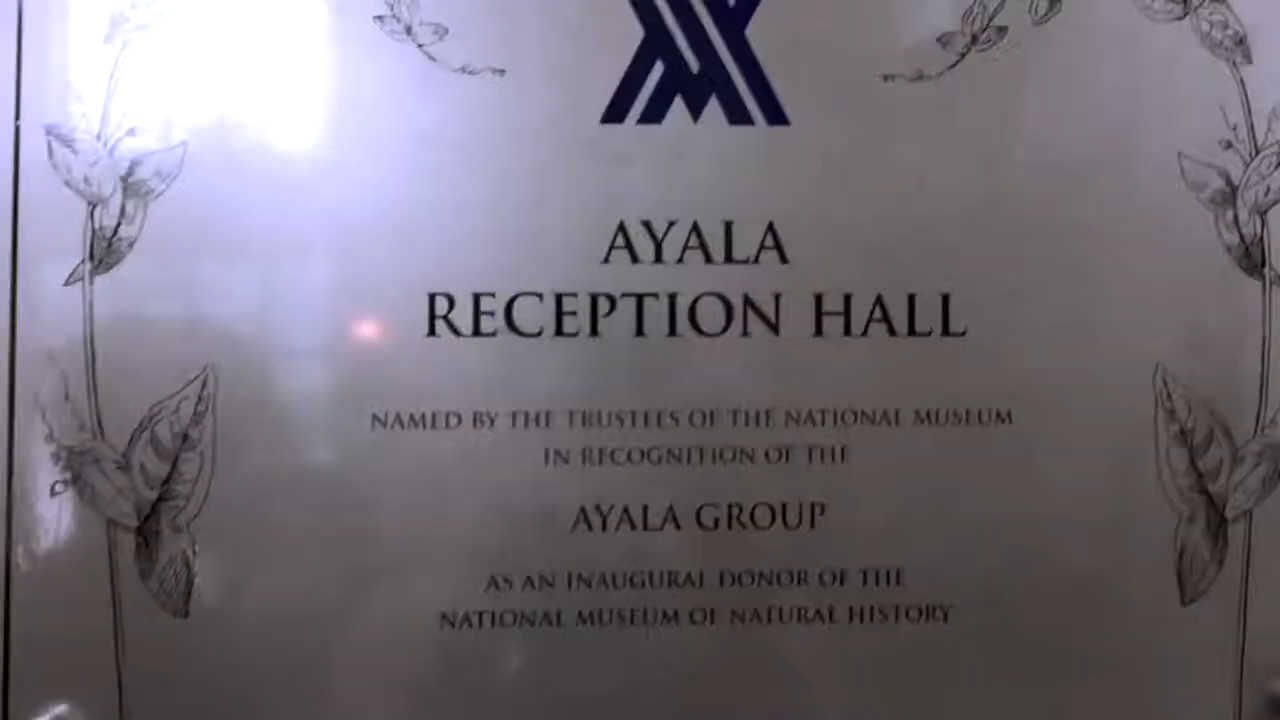 AYALA
RECEPTION HALL
NAMED BY THE TRUSTEES OF THE NATIONAL MUSEUM
IN RECOGNITION OF THE
AYALA GROUP
AS AN INAUGURAL DONOR OF THE
NATIONAL MUSEUM OF NATURAL HISTORY